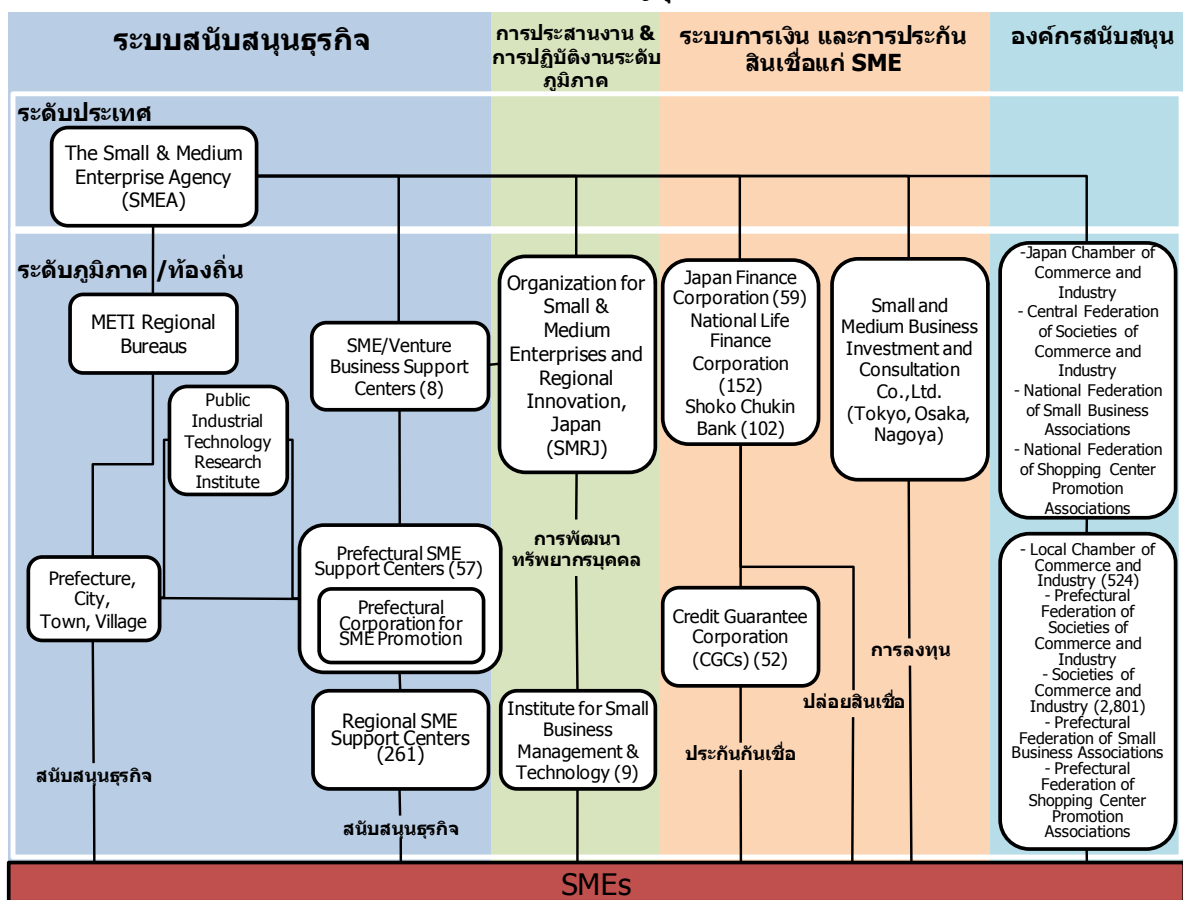 ระบบสนับสนุนธุรกิจ
การประสานงาน &
การปฏิบัติงานระดับ
ภูมิภาค
ระบบการเงิน และการประกัน
สินเชื่อแก่ SME
องค์กรสนับสนุน
ระดับประเทศ
The Small & Medium
Enterprise Agency
(SMEA)
ระดับภูมิภาค /ท้องถิ่น
METI Regional
Bureaus
Public
Industrial
Technology
Research
Institute
Prefecture,
City,
Town, Village
สนับสนุนธุรกิจ
SME/Venture
Business Support
Centers (8)
Prefectural SME
Support Centers (57)
Prefectural
Corporation for
SME Promotion
Regional SME
Support Centers
(261)
สนับสนุนธุรกิจ
Organization for
Small &
Medium
Enterprises and
Regional
Innovation,
Japan
(SMRJ)
การพัฒนา
ทรัพยากรบุคคล
Institute for Small
Business
Management &
Technology (9)
Japan Finance
Corporation (59)
National Life
Finance
Corporation
(152)
Shoko Chukin
Bank (102)
Credit Guarantee
Corporation
(CGCs) (52)
ประกันกันเชื่อ
ปล่อยสินเชื่อ
Small and
Medium Business
Investment and
Consultation
Co.,Ltd.
(Tokyo, Osaka,
Nagoya)
การลงทุน
-Japan Chamber of
Commerce and
Industry
- Central Federation
of Societies of
Commerce and
Industry
- National Federation
of Small Business
Associations
- National Federation
of Shopping Center
Promotion
Associations
- Local Chamber of
Commerce and
Industry (524)
- Prefectural
Federation of
Societies of
Commerce and
Industry
- Societies of
Commerce and
Industry (2,801)
- Prefectural
Federation of Small
Business Associations
- Prefectural
Federation of
Shopping Center
Promotion
Associations
SMEs